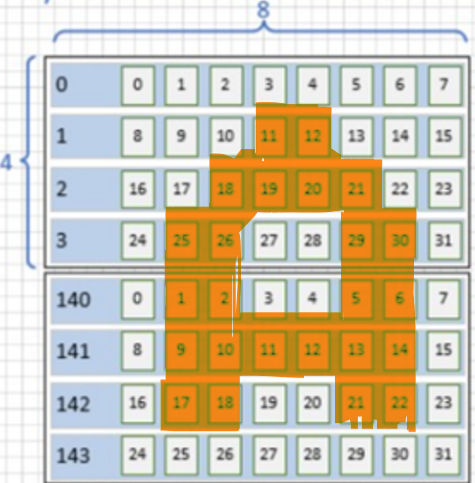 8
4
0 0 1 2 3 4 5 6 7
1 8 9 10 11 12 13 14 15
2 16 17 18 19 20 21 22 23
3 24 25 26 27 28 29 30 31
140 0 1 2 3 4 5 6 7
141 8 9 10 11 12 13 14 15
142 16 17 18 19 20 21 22 23
143 24 25 26 27 28 29 30 31